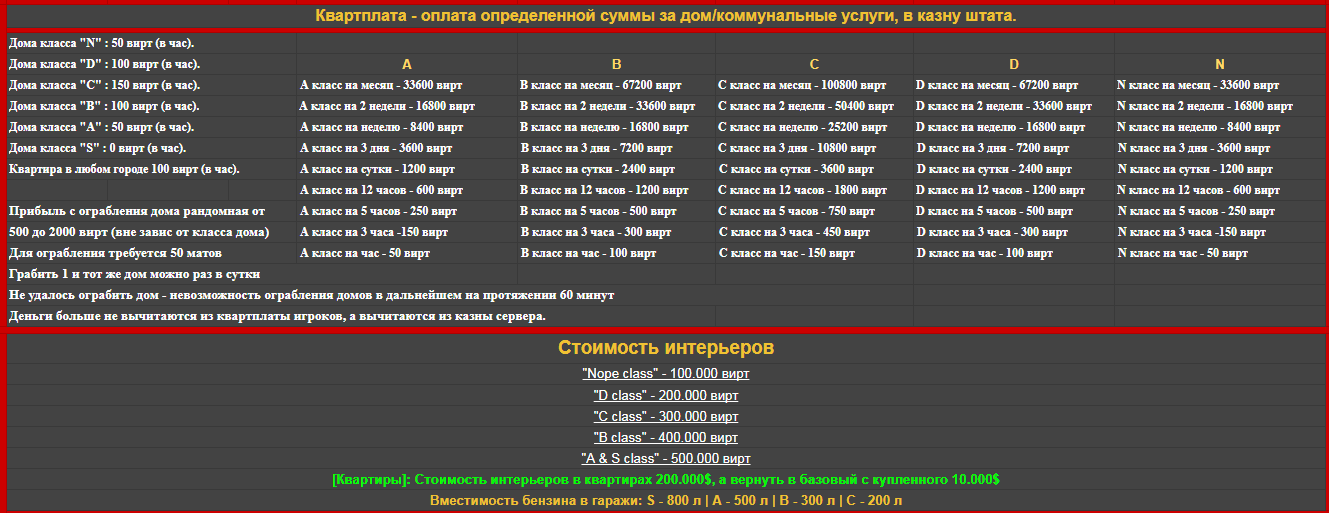 Квартплата - оплата определенной суммы за дом/коммунальные услуги, в казну штата.
Дома класса "N" : 50 вирт (в час).
Дома класса "D" : 100 вирт (в час). A B C D N
Дома класса "C" : 150 вирт (в час). A класс на месяц - 33600 вирт B класс на месяц - 67200 вирт C класс на месяц - 100800 вирт D класс на месяц - 67200 вирт N класс на месяц - 33600 вирт
Дома класса "B" : 100 вирт (в час). A класс на 2 недели - 16800 вирт B класс на 2 недели - 33600 вирт C класс на 2 недели - 50400 вирт D класс на 2 недели - 33600 вирт N класс на 2 недели - 16800 вирт
Дома класса "A" : 50 вирт (в час). A класс на неделю - 8400 вирт B класс на неделю - 16800 вирт C класс на неделю - 25200 вирт D класс на неделю - 16800 вирт N класс на неделю - 8400 вирт
Дома класса "S" : 0 вирт (в час). A класс на 3 дня - 3600 вирт B класс на 3 дня - 7200 вирт C класс на 3 дня - 10800 вирт D класс на 3 дня - 7200 вирт N класс на 3 дня - 3600 вирт
Квартира в любом городе 100 вирт (в час). A класс на сутки - 1200 вирт B класс на сутки - 2400 вирт C класс на сутки - 3600 вирт D класс на сутки - 2400 вирт N класс на сутки - 1200 вирт
A класс на 12 часов - 600 вирт B класс на 12 часов - 1200 вирт C класс на 12 часов - 1800 вирт D класс на 12 часов - 1200 вирт N класс на 12 часов - 600 вирт
Прибыль с ограбления дома рандомная от A класс на 5 часов - 250 вирт B класс на 5 часов - 500 вирт C класс на 5 часов - 750 вирт D класс на 5 часов - 500 вирт N класс на 5 часов - 250 вирт
500 до 2000 вирт (вне завис от класса дома) A класс на 3 часа -150 вирт B класс на 3 часа - 300 вирт C класс на 3 часа - 450 вирт D класс на 3 часа - 300 вирт N класс на 3 часа -150 вирт
Для ограбления требуется 50 матов A класс на час - 50 вирт B класс на час - 100 вирт C класс на час - 150 вирт D класс на час - 100 вирт N класс на час - 50 вирт
Грабить 1 и тот же дом можно раз в сутки
Не удалось ограбить дом - невозможность ограбления домов в дальнейшем на протяжении 60 минут
Деньги больше не вычитаются из квартплаты игроков, а вычитаются из казны сервера.
Стоимость интерьеров
"Nope class" - 100.000 вирт
"D class" - 200.000 вирт
"C class" - 300.000 вирт
"B class" - 400.000 вирт
"A & S class" - 500.000 вирт
[Квартиры]: Стоимость интерьеров в квартирах 200.000$, а вернуть в базовый с купленного 10.000$
Вместимость бензина в гаражи: S - 800 л | A - 500 л | B - 300 л | C - 200 л